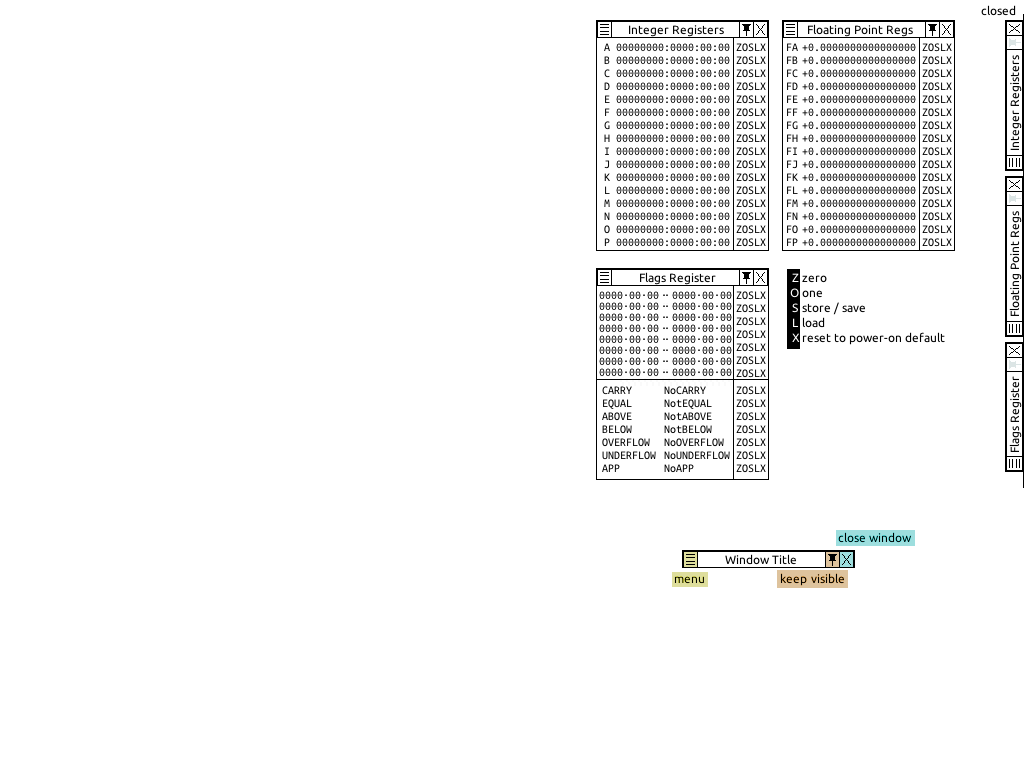 closed
Integer Registers
A 00000000:0000:00:00 ZOSLX
B 00000000:0000:00:00 ZOSLX
C 00000000:0000:00:00 ZOSLX
D 00000000:0000:00:00 ZOSLX
E 00000000:0000:00:00 ZOSLX
F 00000000:0000:00:00 ZOSLX
G 00000000:0000:00:00 ZOSLX
H 00000000:0000:00:00 ZOSLX
I 00000000:0000:00:00 ZOSLX
J 00000000:0000:00:00 ZOSLX
K 00000000:0000:00:00 ZOSLX
L 00000000:0000:00:00 ZOSLX
M 00000000:0000:00:00 ZOSLX
N 00000000:0000:00:00 ZOSLX
O 00000000:0000:00:00 ZOSLX
P 00000000:0000:00:00 ZOSLX
Floating Point Regs
FA +0.0000000000000000 ZOSLX
FB +0.0000000000000000 ZOSLX
FC +0.0000000000000000 ZOSLX
FD +0.0000000000000000 ZOSLX
FE +0.0000000000000000 ZOSLX
FF +0.0000000000000000 ZOSLX
FG +0.0000000000000000 ZOSLX
FH +0.0000000000000000 ZOSLX
FI +0.0000000000000000 ZOSLX
FJ +0.0000000000000000 ZOSLX
FK +0.0000000000000000 ZOSLX
FL +0.0000000000000000 ZOSLX
FM +0.0000000000000000 ZOSLX
FN +0.0000000000000000 ZOSLX
FO +0.0000000000000000 ZOSLX
FP +0.0000000000000000 ZOSLX
Integer Registers
Floating Point Regs
Flags Register
Flags Register
0000·00·00 ·· 0000·00·00 ZOSLX
0000·00·00 ·· 0000·00·00 ZOSLX
0000·00·00 ·· 0000·00·00 ZOSLX
0000·00·00 ·· 0000·00·00 ZOSLX
0000·00·00 ·· 0000·00·00 ZOSLX
0000·00·00 ·· 0000·00·00 ZOSLX
0000·00·00 ·· 0000·00·00 ZOSLX
0000·00·00 ·· 0000·00·00
CARRY NoCARRY ZOSLX
EQUAL NotEQUAL ZOSLX
ABOVE NotABOVE ZOSLX
BELOW NotBELOW ZOSLX
OVERFLOW NoOVERFLOW ZOSLX
UNDERFLOW NoUNDERFLOW ZOSLX
APP NoAPP ZOSLX
Z zero
O one
S store / save
L load
X reset to power-on default
close window
Window Title
menu
keep visible